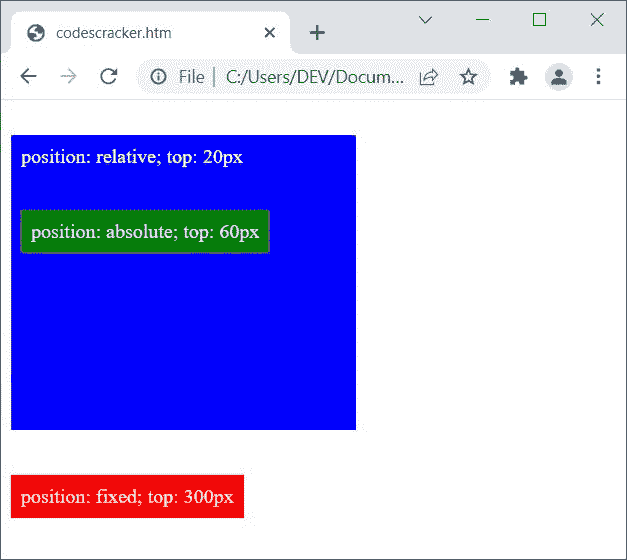 codescracker.htm
File | C:/Users/DEV/Docum...
position: relative; top: 20px
position: absolute; top: 60px
position: fixed; top: 300px